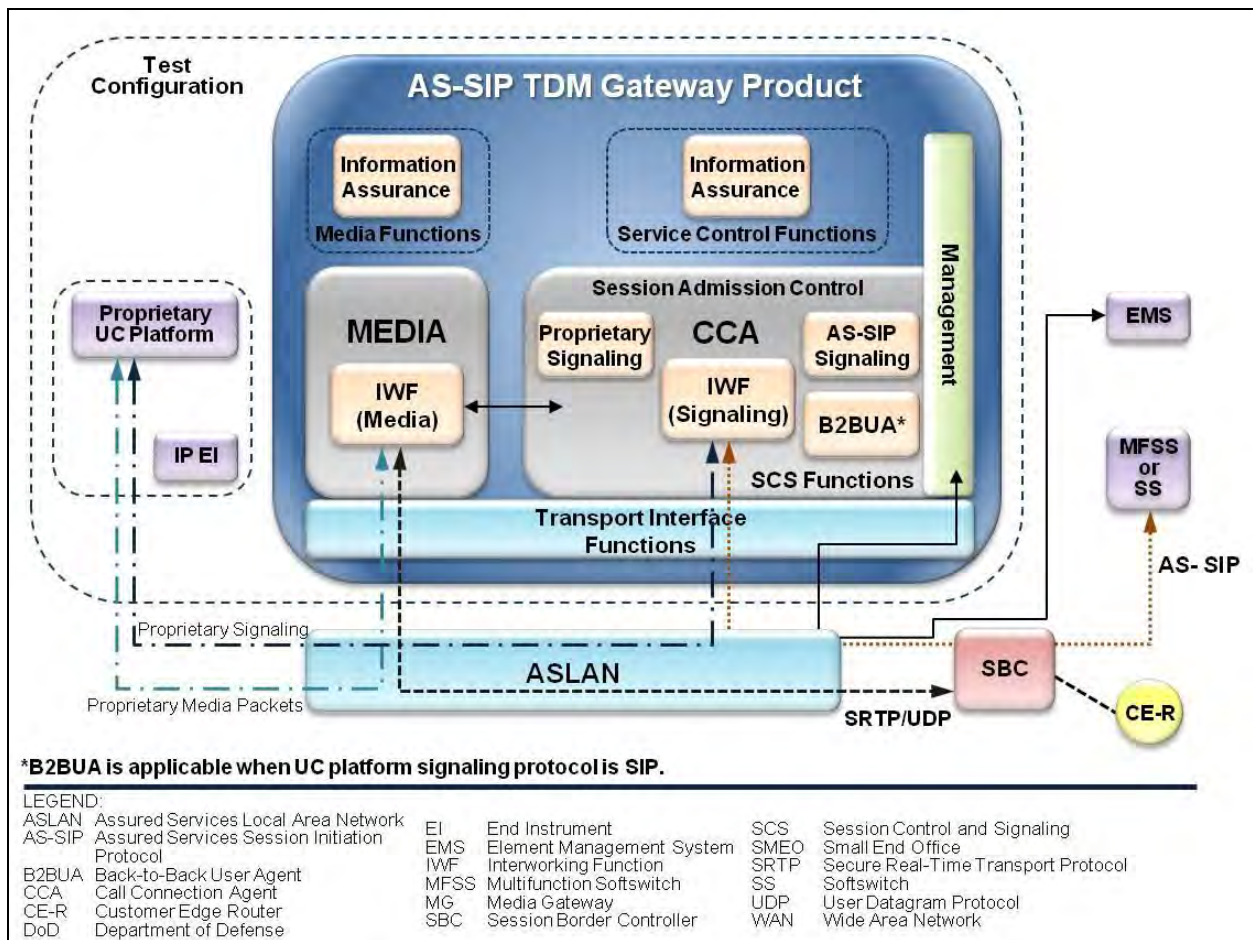 Test
Configuration
AS-SIP TDM Gateway Product
Information
Assurance
Media Functions
Information
Assurance
Service Control Functions
Management
Proprietary
UC Platform
IP EI
MEDIA
IWF
(Media)
Session Admission Control
Proprietary
Signaling
CCA
IWF
(Signaling)
AS-SIP
Signaling
B2BUA*
SCS Functions
Transport Interface
Functions
EMS
MFSS
or
SS
AS- SIP
Proprietary Signaling
Proprietary Media Packets
ASLAN
SRTP/UDP
SBC
CE-R
*B2BUA is applicable when UC platform signaling protocol is SIP.
LEGEND:
ASLAN Assured Services Local Area Network
AS-SIP Assured Services Session Initiation
Protocol
B2BUA Back-to-Back User Agent
CCA Call Connection Agent
CE-R Customer Edge Router
DoD Department of Defense
EI End Instrument
EMS Element Management System
IWF Interworking Function
MFSS Multifunction Softswitch
MG Media Gateway
SBC Session Border Controller
SCS Session Control and Signaling
SMEO Small End Office
SRTP Secure Real-Time Transport Protocol
SS Softswitch
UDP User Datagram Protocol
WAN Wide Area Network